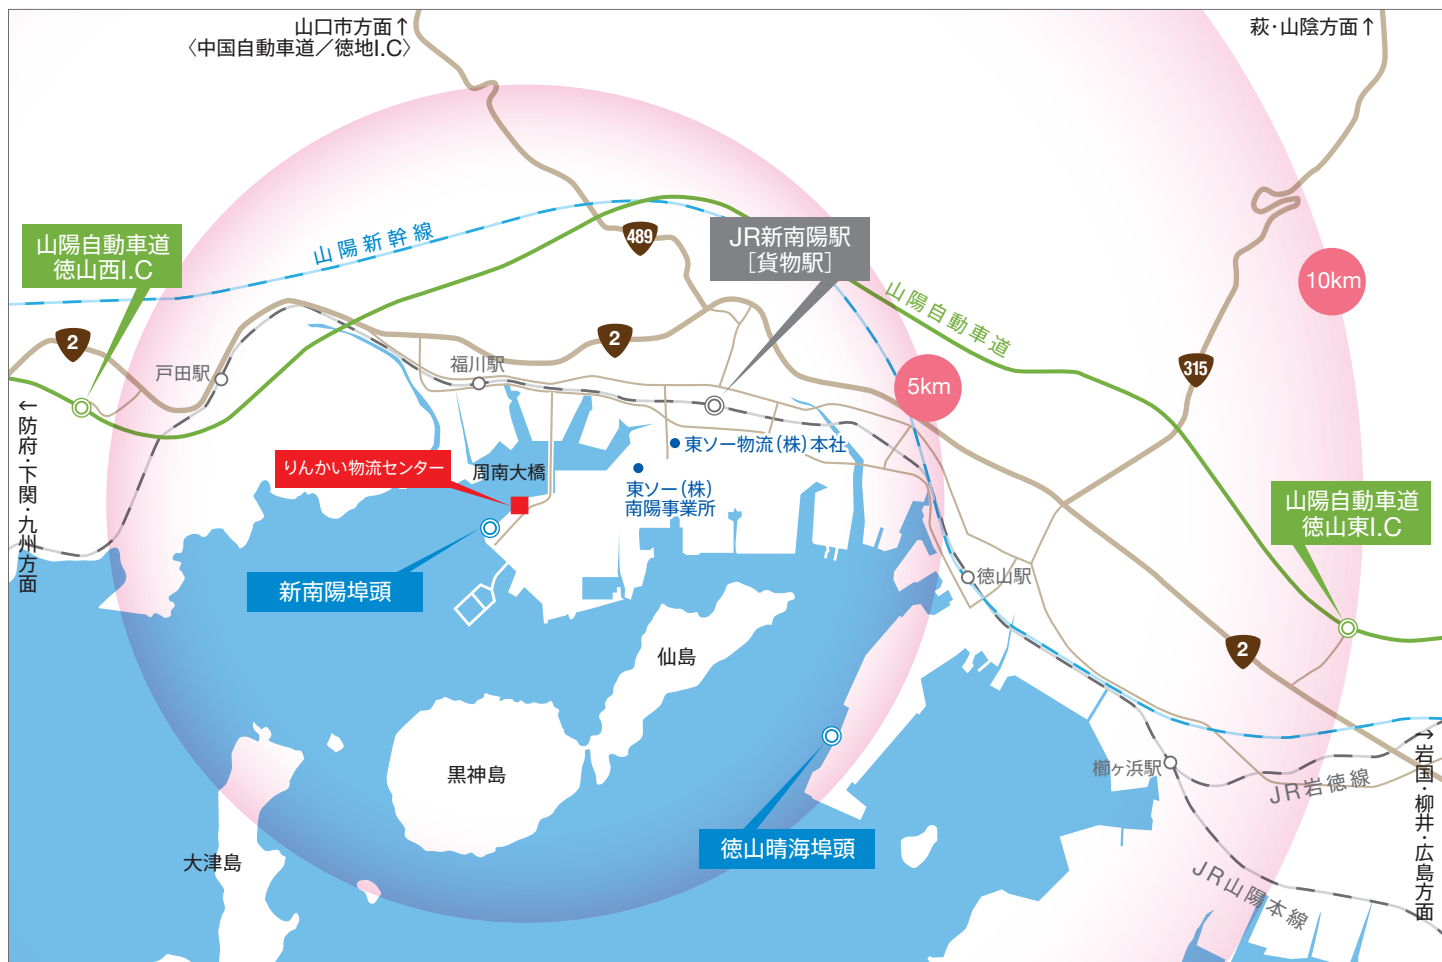 山口市方面↑
〈中国自動車道／徳地I.C〉
萩・山陰方面↑
山陽自動車道
徳山西I.C
山陽新幹線
489
JR新南陽駅
［貨物駅］
山陽自動車道
10km
2
戸田駅
福川駅
2
5km
315
←防府・下関・九州方面
りんかい物流センター
周南大橋
東ソー物流（株）本社
東ソー（株）
南陽事業所
山陽自動車道
徳山東I.C
新南陽埠頭
徳山駅
仙島
2
黒神島
櫛ヶ浜駅
JR岩徳線
→岩国・柳井・広島方面
徳山晴海埠頭
大津島
JR山陽本線